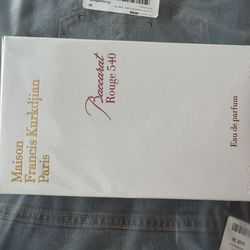 Maison
Francis Kurkdjian
Paris
Baccarat
Rouge 540
Eau de parfum